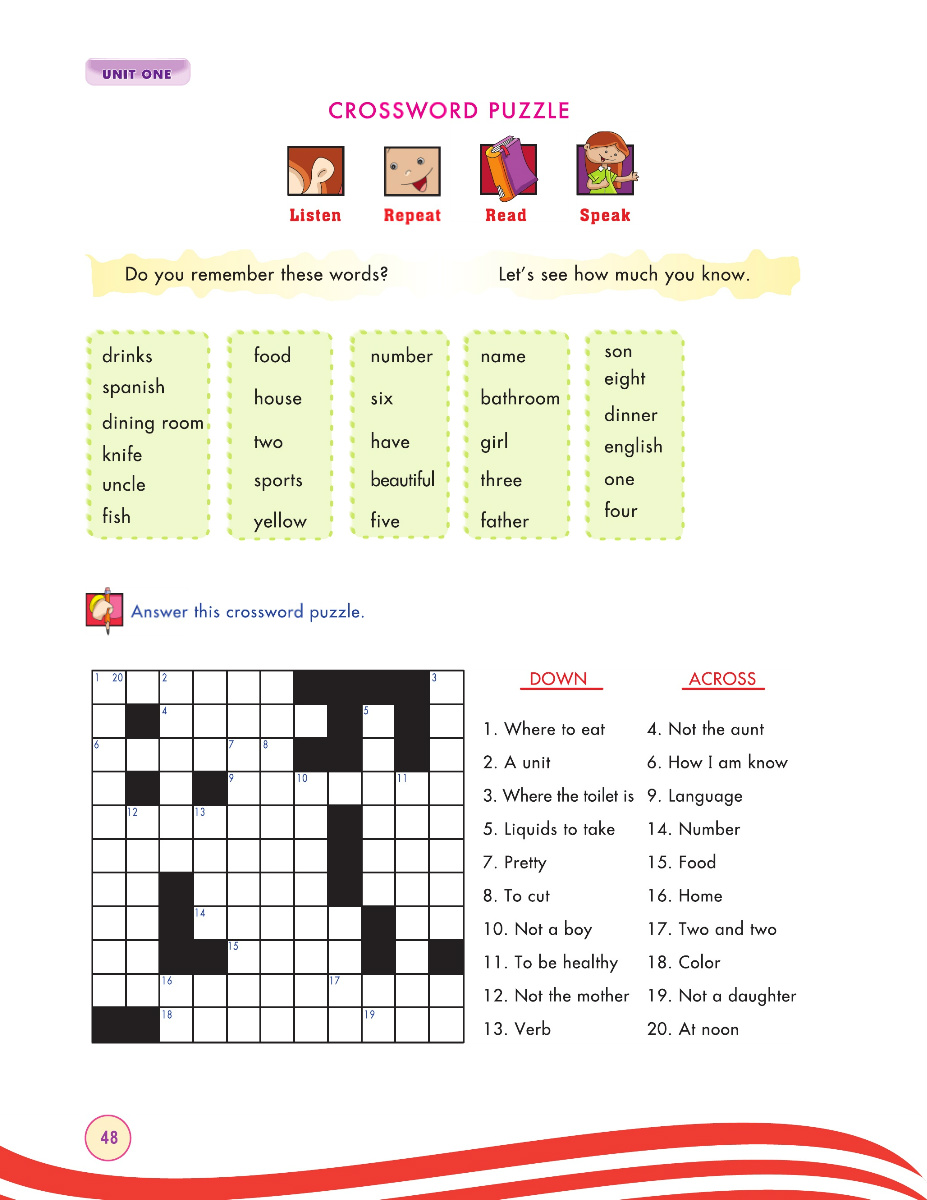 UNIT ONE
CROSSWORD PUZZLE
Listen
Repeat
Read
Speak
Do you remember these words?
Let's see how much you know.
drinks
spanish
dining room
knife
uncle
fish
food
house
two
sports
yellow
number
six
have
beautiful
five
name
bathroom
girl
three
father
son
eight
dinner
english
one
four
Answer this crossword puzzle.
1 20 2 3
4 5
6 7 8
9 10 11
12 13
14
15
16 17
18 19
DOWN
1. Where to eat
2. A unit
3. Where the toilet is
5. Liquids to take
7. Pretty
8. To cut
10. Not a boy
11. To be healthy
12. Not the mother
13. Verb
ACROSS
4. Not the aunt
6. How I am know
9. Language
14. Number
15. Food
16. Home
17. Two and two
18. Color
19. Not a daughter
20. At noon
48